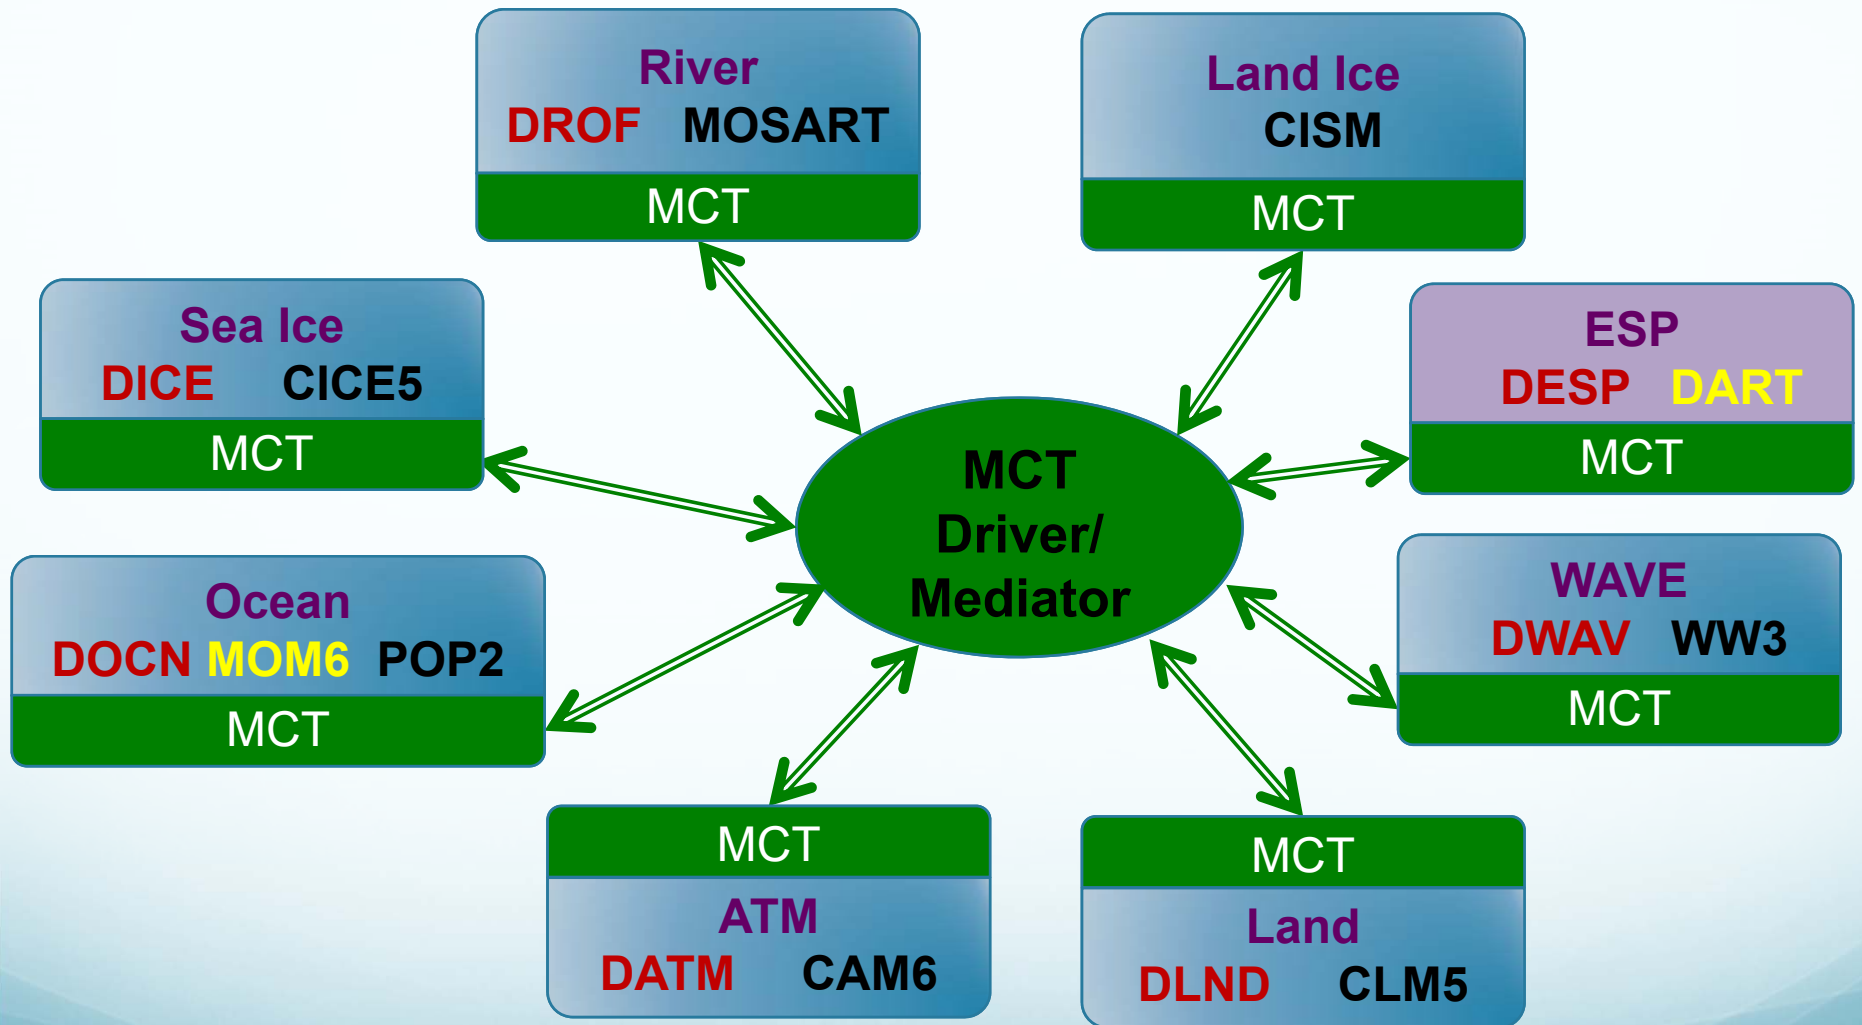 River
DROF MOSART
MCT
Land Ice
CISM
MCT
Sea Ice
DICE CICE5
MCT
ESP
DESP DART
MCT
MCT
Driver/
Mediator
Ocean
DOCN MOM6 POP2
MCT
WAVE
DWAV WW3
MCT
MCT
ATM
DATM CAM6
MCT
Land
DLND CLM5